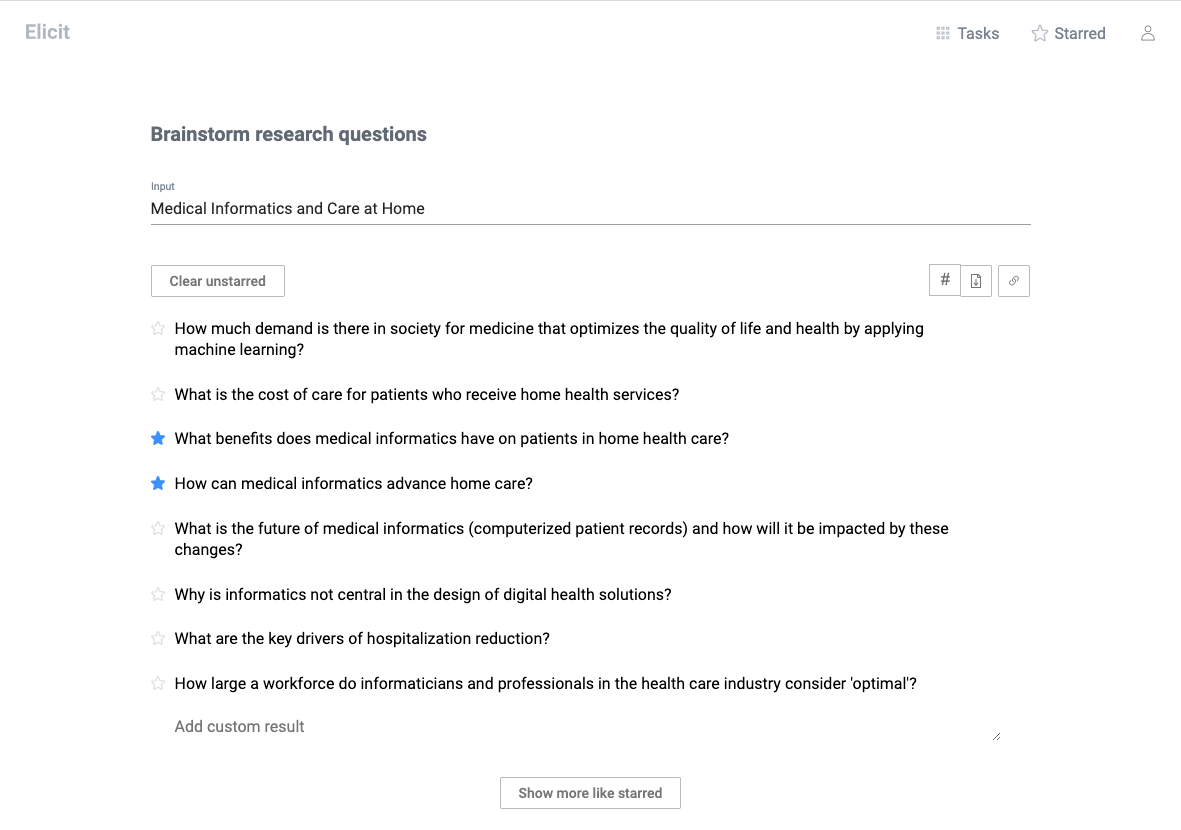 Elicit
Tasks
Starred
Brainstorm research questions
Input
Medical Informatics and Care at Home
Clear unstarred
#
How much demand is there in society for medicine that optimizes the quality of life and health by applying
machine learning?
What is the cost of care for patients who receive home health services?
What benefits does medical informatics have on patients in home health care?
How can medical informatics advance home care?
What is the future of medical informatics (computerized patient records) and how will it be impacted by these
changes?
Why is informatics not central in the design of digital health solutions?
What are the key drivers of hospitalization reduction?
How large a workforce do informaticians and professionals in the health care industry consider 'optimal'?
Add custom result
Show more like starred